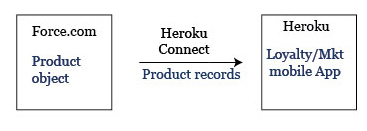 Force.com
Product
object
Heroku
Connect
Product records
Heroku
Loyalty/Mkt
mobile App